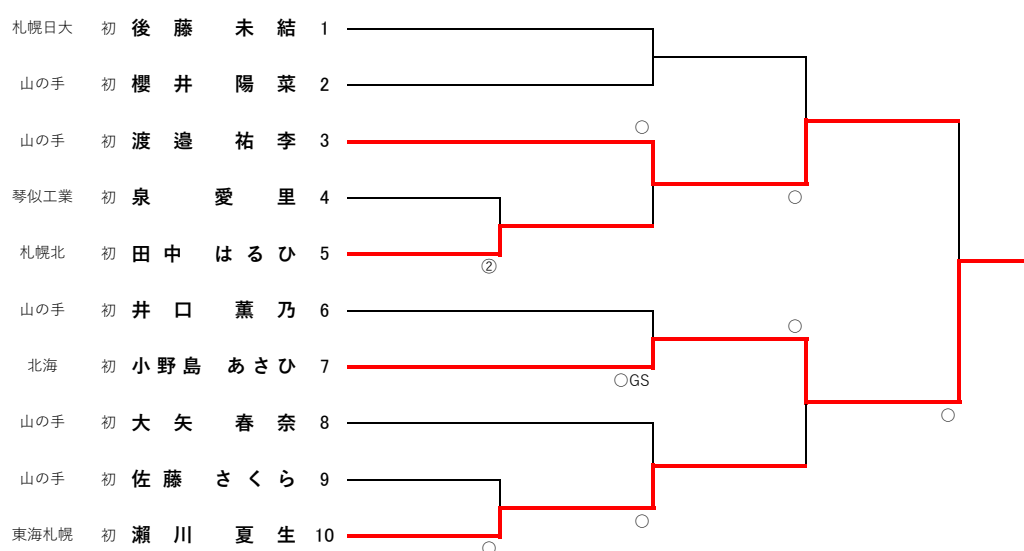 札幌日大 初 後藤 未結 1
山の手 初 櫻井 陽菜 2
○
山の手 初 渡邉 祐李 3
琴似工業 初 泉 愛里 4
○
札幌北 初 田中 はるひ 5
②
山の手 初 井口 薫乃 6
○
北海 初 小野島 あさひ 7
○GS
○
山の手 初 大矢 春奈 8
山の手 初 佐藤 さくら 9
○
東海札幌 初 瀬川 夏生 10
○